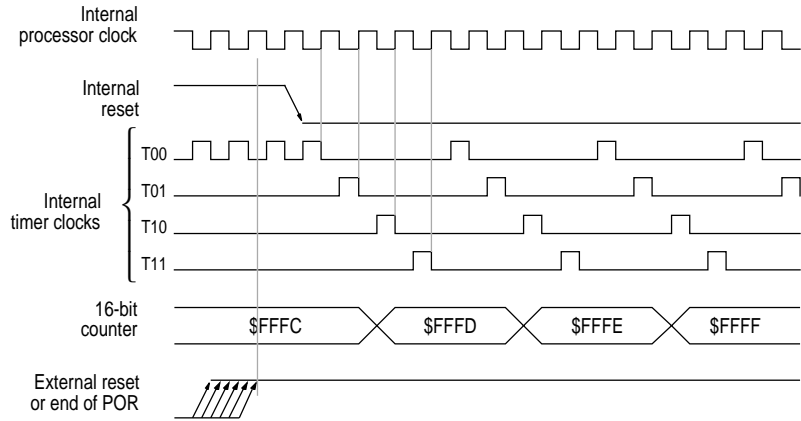 Internal
processor clock
Internal
reset
T00
T01
Internal
timer clocks
T10
T11
16-bit
counter
$FFFC
$FFFD
$FFFE
$FFFF
External reset
or end of POR